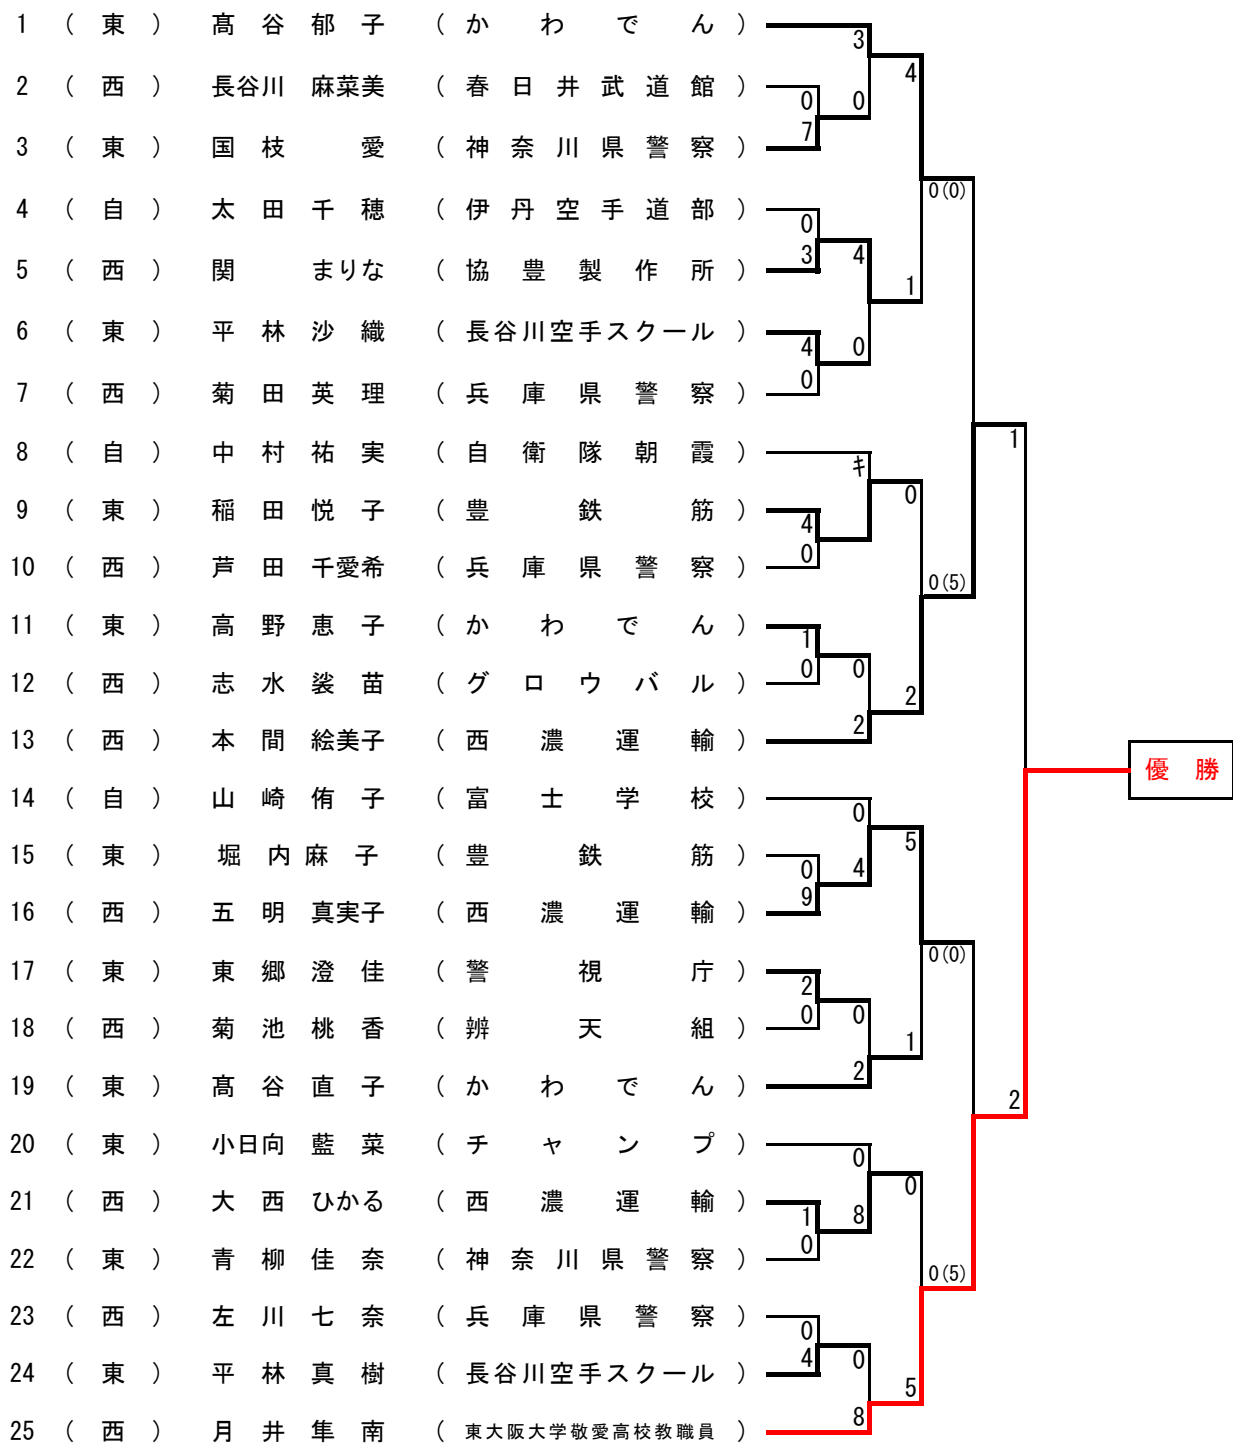 1 ( 東 ) 髙谷郁子 ( かわでん )
3
4
2 ( 西 ) 長谷川 麻菜美 ( 春日井武道館 )
0
0
3 ( 東 ) 国枝 愛 ( 神奈川県警察 )
7
0(0)
4 ( 自 ) 太田千穂 ( 伊丹空手道部 )
0
5 ( 西 ) 関 まりな ( 協豊製作所 )
3
4
1
6 ( 東 ) 平林沙織 ( 長谷川空手スクール )
4
0
7 ( 西 ) 菊田英理 ( 兵庫県警察 )
0
1
8 ( 自 ) 中村祐実 ( 自衛隊朝霞 )
キ
0
9 ( 東 ) 稲田悦子 ( 豊鉄筋 )
4
10 ( 西 ) 芦田 千愛希 ( 兵庫県警察 )
0
0(5)
11 ( 東 ) 高野恵子 ( かわでん )
1
12 ( 西 ) 志水裟苗 ( グロウバル )
0
0
2
13 ( 西 ) 本間 絵美子 ( 西濃運輸 )
2
優勝
14 ( 自 ) 山崎侑子 ( 富士学校 )
0
5
15 ( 東 ) 堀内麻子 ( 豊鉄筋 )
0
4
16 ( 西 ) 五明 真実子 ( 西濃運輸 )
9
0(0)
17 ( 東 ) 東郷澄佳 ( 警視庁 )
2
18 ( 西 ) 菊池桃香 ( 辨天組 )
0
0
1
19 ( 東 ) 髙谷直子 ( かわでん )
2
2
20 ( 東 ) 小日向 藍菜 ( チャンプ )
0
0
21 ( 西 ) 大西 ひかる ( 西濃運輸 )
1
8
22 ( 東 ) 青柳佳奈 ( 神奈川県警察 )
0
0(5)
23 ( 西 ) 左川七奈 ( 兵庫県警察 )
0
24 ( 東 ) 平林真樹 ( 長谷川空手スクール )
4
0
5
25 ( 西 ) 月井隼南 ( 東大阪大学敬愛高校教職員 )
8